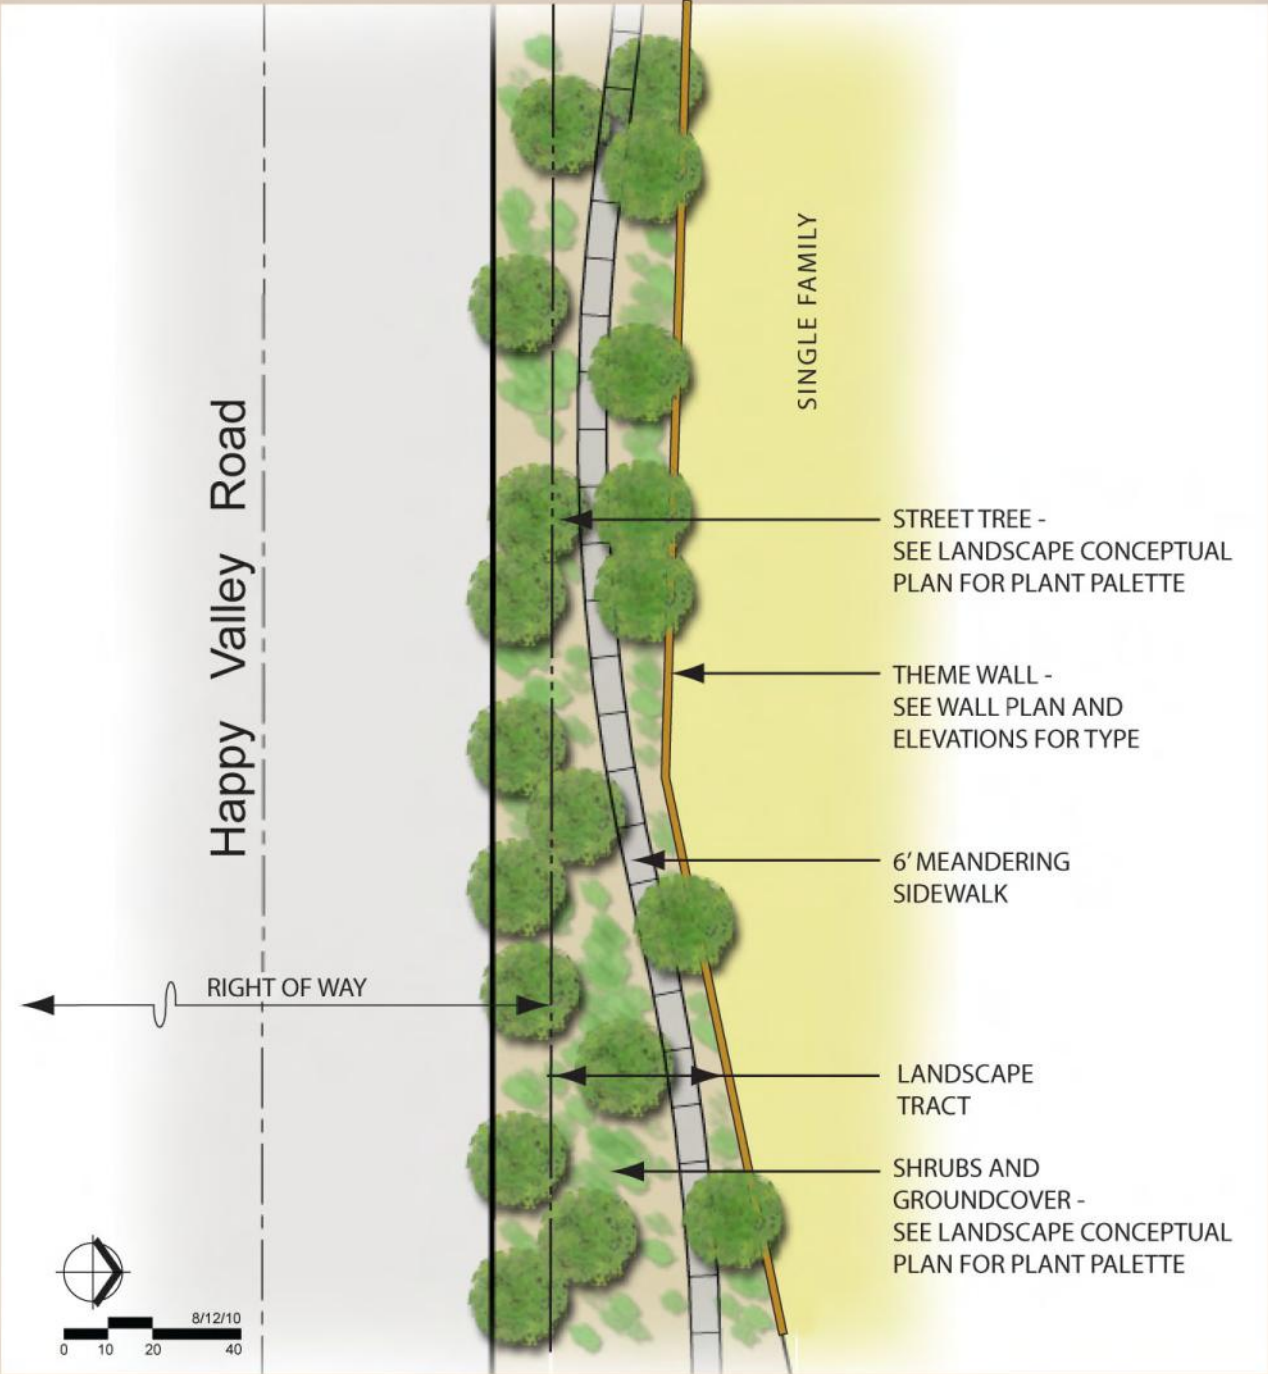 SINGLE FAMILY
Happy Valley Road
STREET TREE -
SEE LANDSCAPE CONCEPTUAL
PLAN FOR PLANT PALETTE
THEME WALL -
SEE WALL PLAN AND
ELEVATIONS FOR TYPE
6' MEANDERING
SIDEWALK
RIGHT OF WAY
LANDSCAPE
TRACT
SHRUBS AND
GROUNDCOVER -
SEE LANDSCAPE CONCEPTUAL
PLAN FOR PLANT PALETTE
8/12/10
0 10 20 40